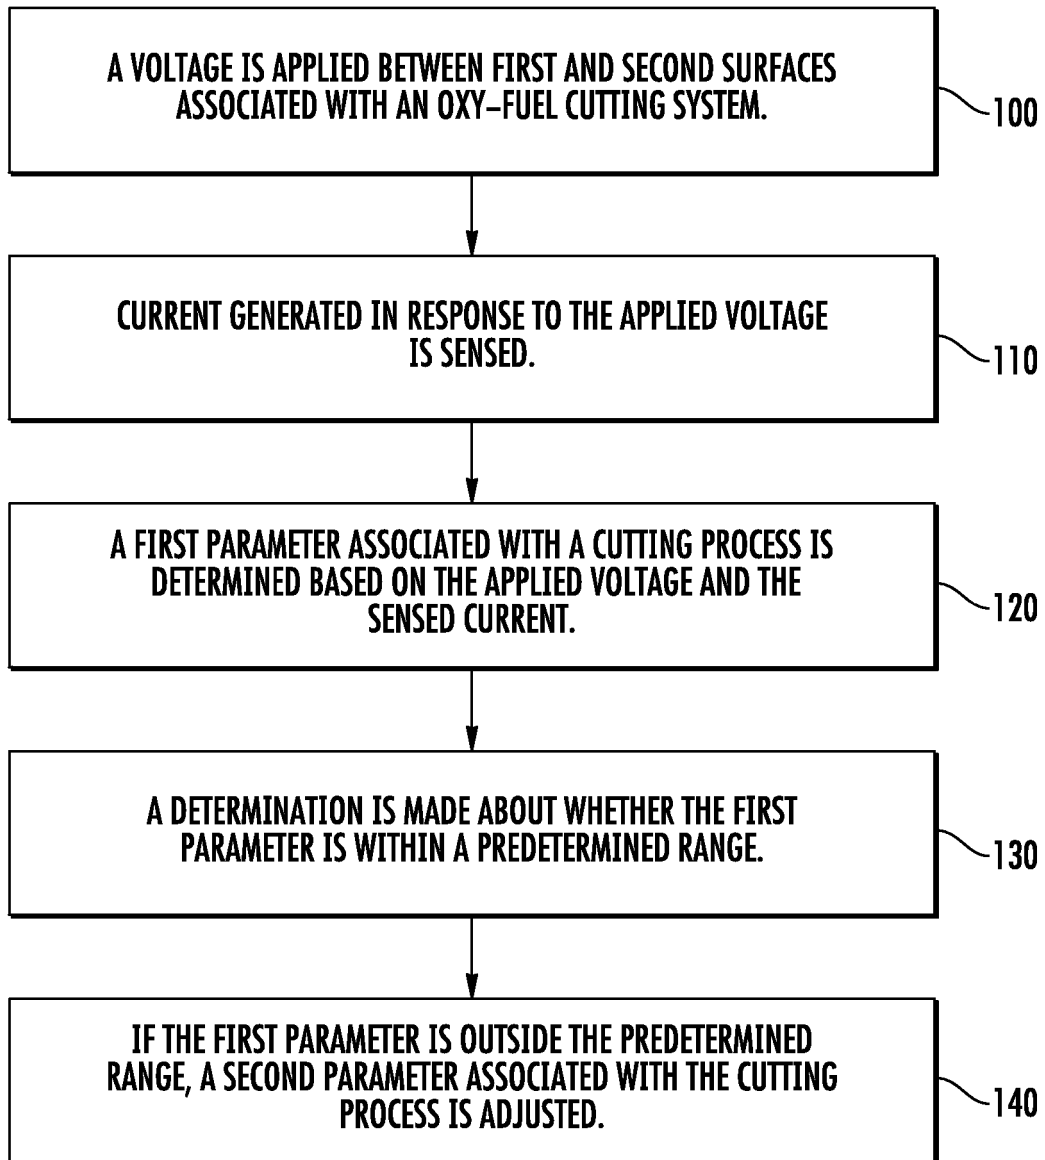 A VOLTAGE IS APPLIED BETWEEN FIRST AND SECOND SURFACES
ASSOCIATED WITH AN OXY–FUEL CUTTING SYSTEM.
100
CURRENT GENERATED IN RESPONSE TO THE APPLIED VOLTAGE
IS SENSED.
110
A FIRST PARAMETER ASSOCIATED WITH A CUTTING PROCESS IS
DETERMINED BASED ON THE APPLIED VOLTAGE AND THE
SENSED CURRENT.
120
A DETERMINATION IS MADE ABOUT WHETHER THE FIRST
PARAMETER IS WITHIN A PREDETERMINED RANGE.
130
IF THE FIRST PARAMETER IS OUTSIDE THE PREDETERMINED
RANGE, A SECOND PARAMETER ASSOCIATED WITH THE CUTTING
PROCESS IS ADJUSTED.
140